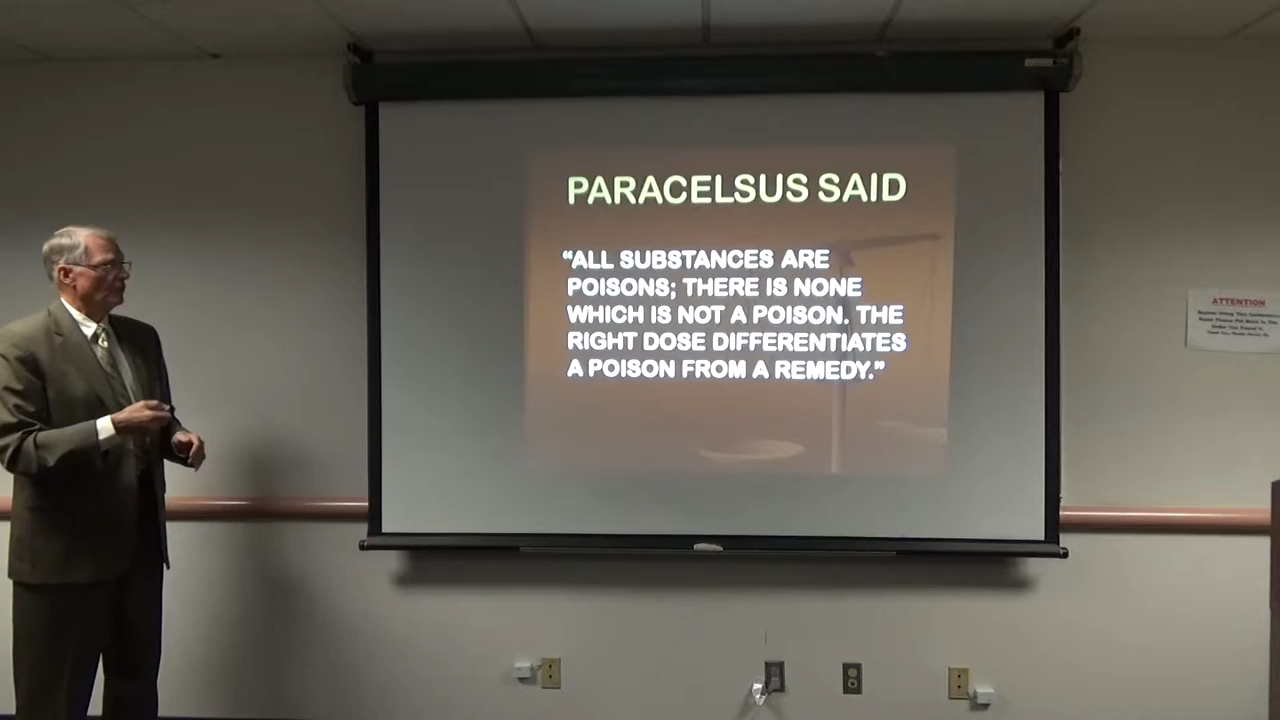 PARACELSUS SAID
“ALL SUBSTANCES ARE
POISONS; THERE IS NONE
WHICH IS NOT A POISON. THE
RIGHT DOSE DIFFERENTIATES
A POISON FROM A REMEDY.”
ATTENTION